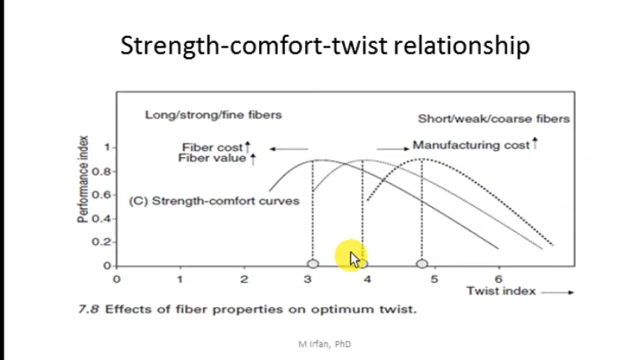 Strength-comfort-twist relationship
Long/strong/fine fibers
Short/weak/coarse fibers
Fiber cost↑
Fiber value↑
Manufacturing cost↑
(C) Strength-comfort curves
Performance index
1
0.8
0.6
0.4
0.2
0
0 1 2 3 4 5 6
Twist index
7.8 Effects of fiber properties on optimum twist.
M Irfan, PhD